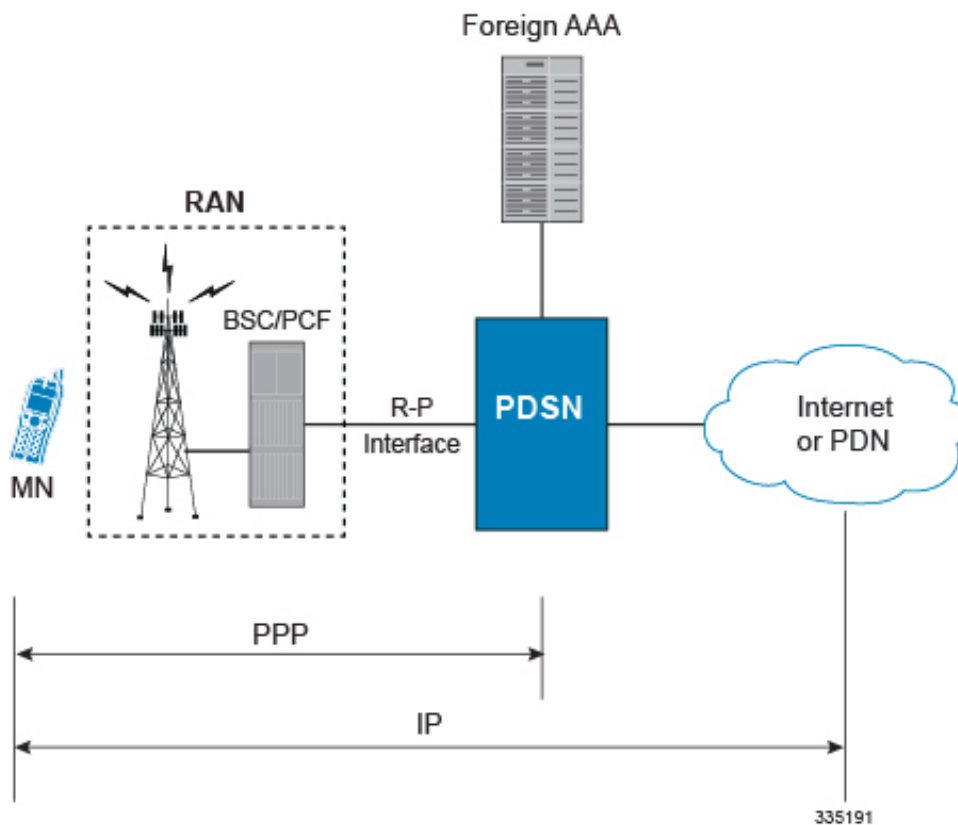 Foreign AAA
RAN
BSC/PCF
MN
R-P
Interface
PDSN
Internet
or PDN
PPP
IP
335191